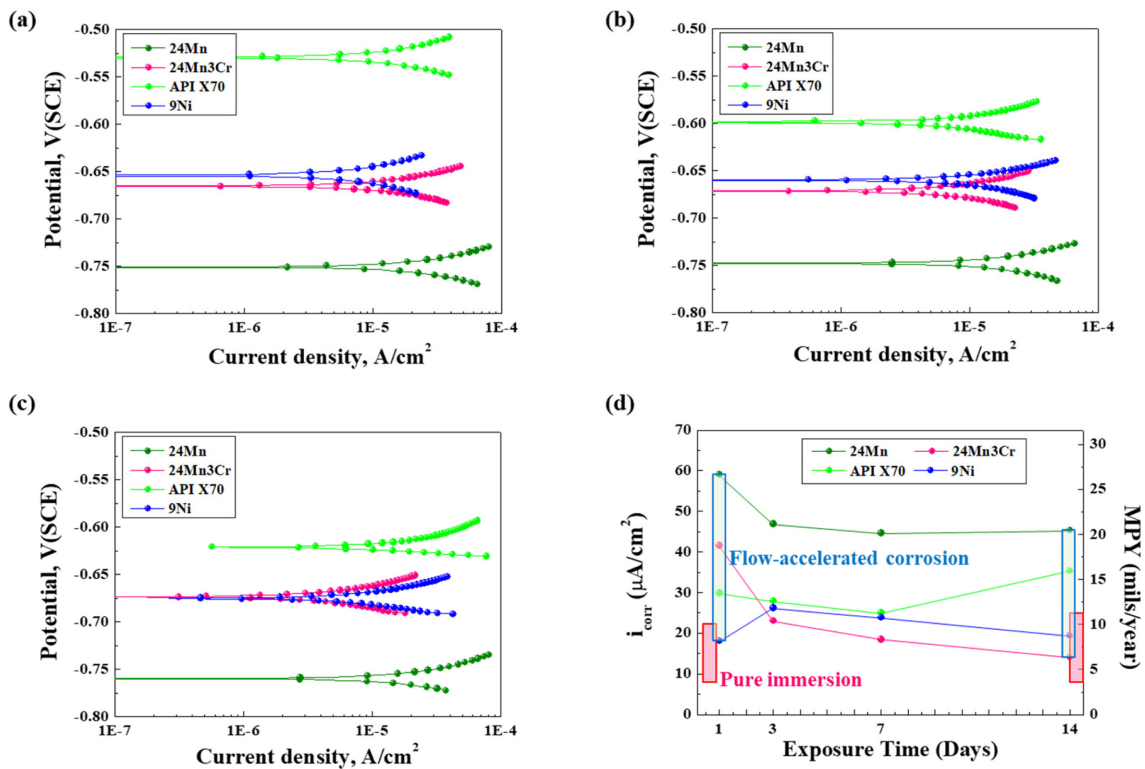 (a)
-0.50
-0.55
-0.60
-0.65
-0.70
-0.75
-0.80
Potential, V(SCE)
24Mn
24Mn3Cr
API X70
9Ni
1E-7
1E-6
1E-5
1E-4
Current density, A/cm²
(b)
-0.50
-0.55
-0.60
-0.65
-0.70
-0.75
-0.80
Potential, V(SCE)
24Mn
24Mn3Cr
API X70
9Ni
1E-7
1E-6
1E-5
1E-4
Current density, A/cm²
(c)
-0.50
-0.55
-0.60
-0.65
-0.70
-0.75
-0.80
Potential, V(SCE)
24Mn
24Mn3Cr
API X70
9Ni
1E-7
1E-6
1E-5
1E-4
Current density, A/cm²
(d)
70
60
50
40
30
20
10
0
i_corr (μA/cm²)
24Mn
24Mn3Cr
API X70
9Ni
Flow-accelerated corrosion
Pure immersion
30
25
20
15
10
5
0
MPY (mils/year)
1
3
7
14
Exposure Time (Days)